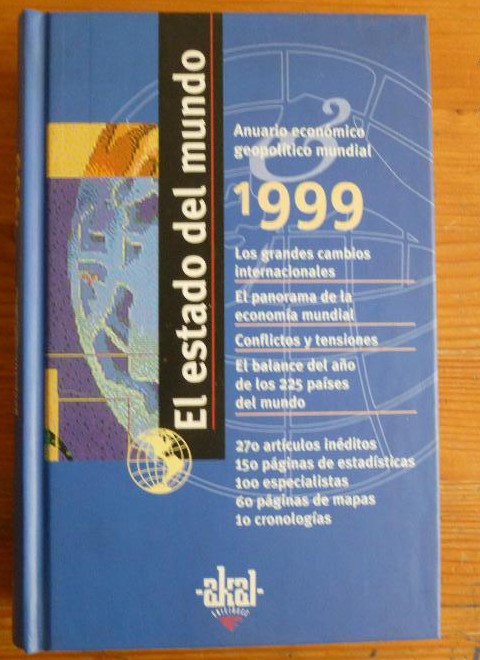 El estado del mundo
Anuario económico
geopolítico mundial
1999
Los grandes cambios
internacionales
El panorama de la
economía mundial
Conflictos y tensiones
El balance del año
de los 225 países
del mundo
270 artículos inéditos
150 páginas de estadísticas
100 especialistas
60 páginas de mapas
10 cronologías
-akal-